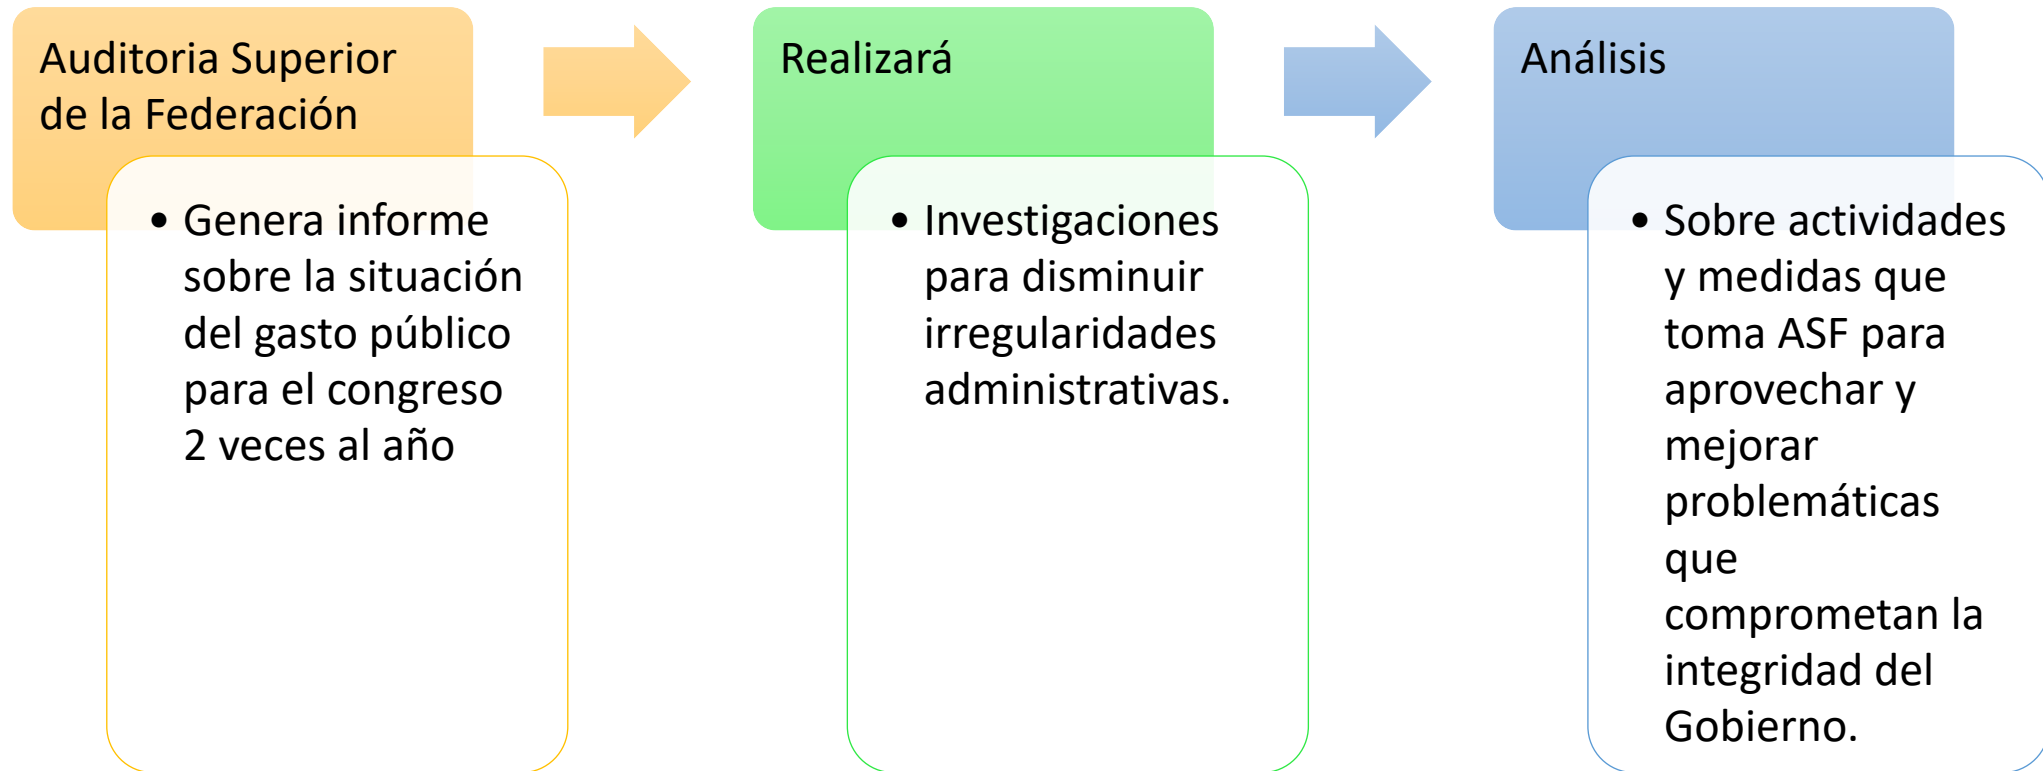 Auditoria Superior
de la Federación
• Genera informe
sobre la situación
del gasto público
para el congreso
2 veces al año
Realizará
• Investigaciones
para disminuir
irregularidades
administrativas.
Análisis
• Sobre actividades
y medidas que
toma ASF para
aprovechar y
mejorar
problemáticas
que
comprometan la
integridad del
Gobierno.